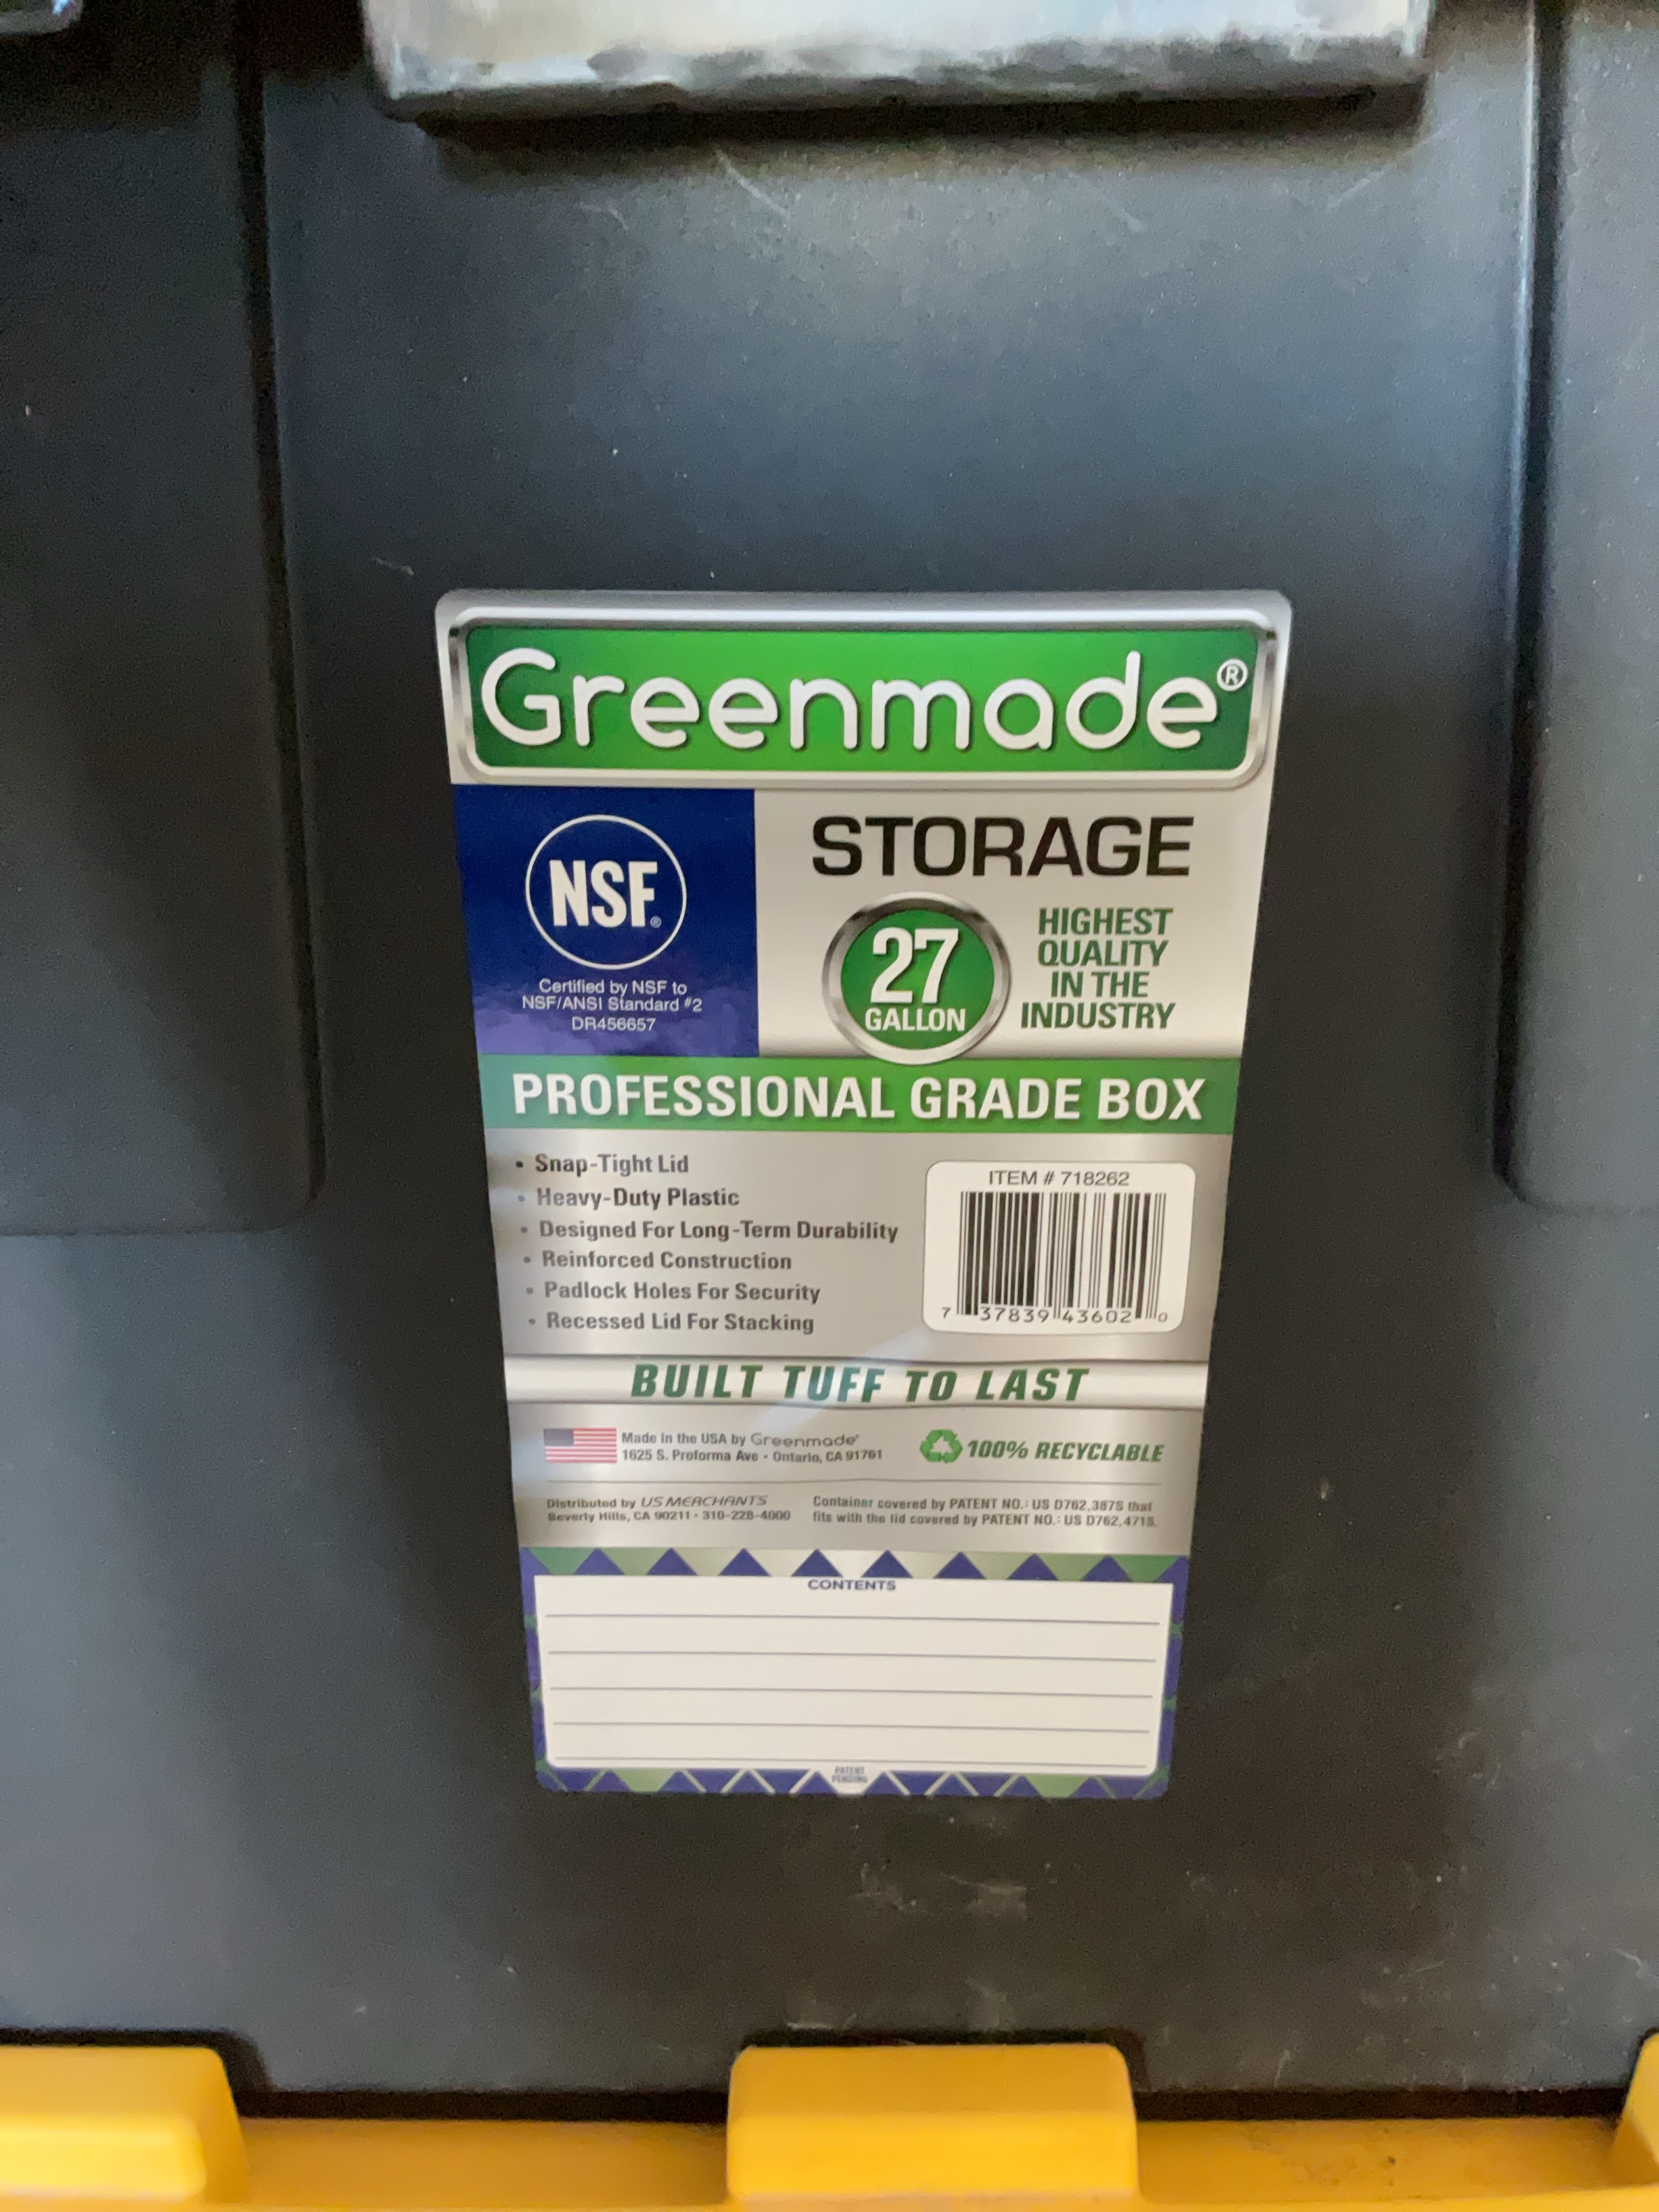 Greenmade®
NSF®
Certified by NSF to
NSF/ANSI Standard #2
DR456657
STORAGE
27
GALLON
HIGHEST
QUALITY
IN THE
INDUSTRY
PROFESSIONAL GRADE BOX
• Snap-Tight Lid
• Heavy-Duty Plastic
• Designed For Long-Term Durability
• Reinforced Construction
• Padlock Holes For Security
• Recessed Lid For Stacking
ITEM # 718262
7 37839 43602 0
BUILT TUFF TO LAST
Made in the USA by Greenmade®
1625 S. Proforma Ave • Ontario, CA 91761
100% RECYCLABLE
Distributed by US MERCHANTS
Beverly Hills, CA 90211 • 310-228-4000
Container covered by PATENT NO.: US D762,387S that
fits with the lid covered by PATENT NO.: US D762,471S.
CONTENTS
PATENT
PENDING